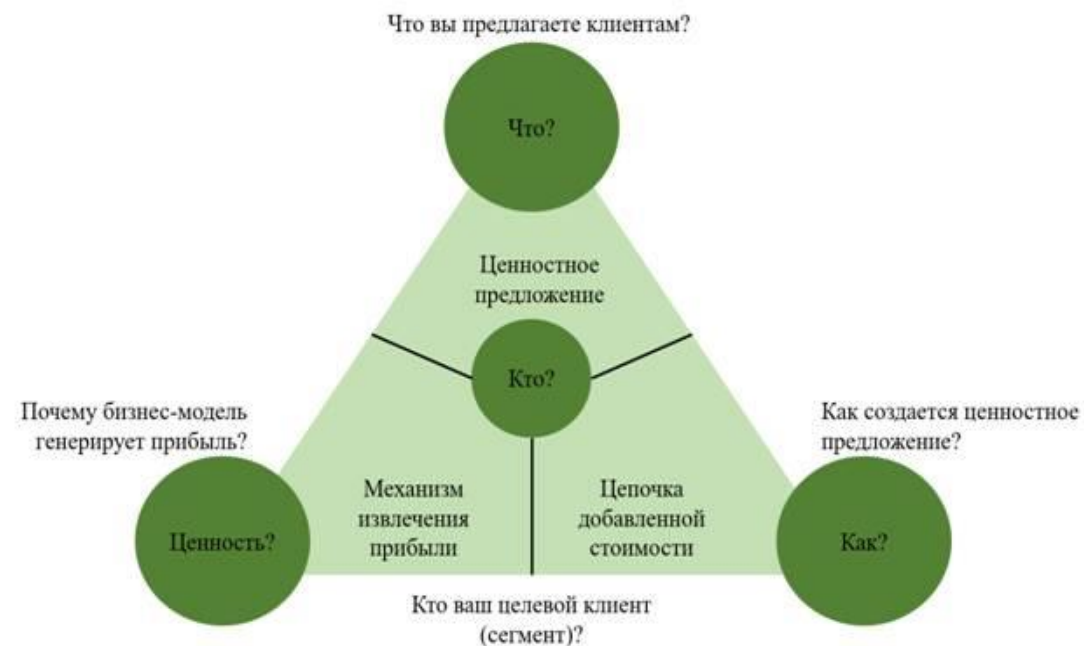 Что вы предлагаете клиентам?
Что?
Ценностное
предложение
Кто?
Почему бизнес-модель
генерирует прибыль?
Как создается ценностное
предложение?
Ценность?
Механизм
извлечения
прибыли
Цепочка
добавленной
стоимости
Как?
Кто ваш целевой клиент
(сегмент)?